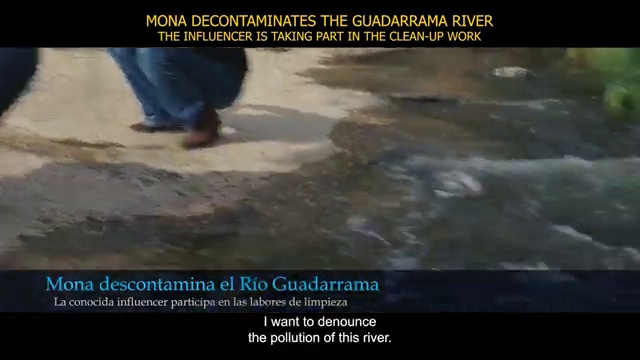 MONA DECONTAMINATES THE GUADARRAMA RIVER
THE INFLUENCER IS TAKING PART IN THE CLEAN-UP WORK
Mona descontamina el Río Guadarrama
La conocida influencer participa en las labores de limpieza
I want to denounce
the pollution of this river.